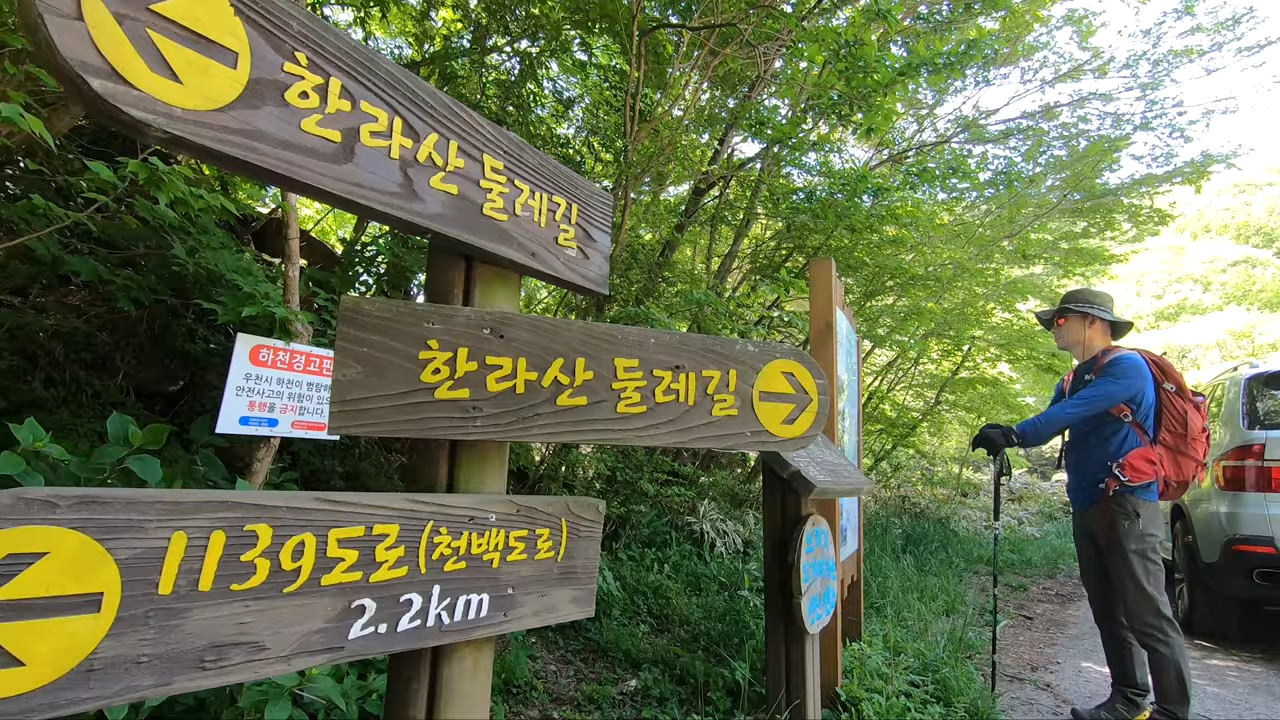 한라산 둘레길
한라산 둘레길
하천경고판
우천시 하천이 범람하
안전사고의 위험이 있으
통행을 금지합니다.
1139도로(천백도로)
2.2km